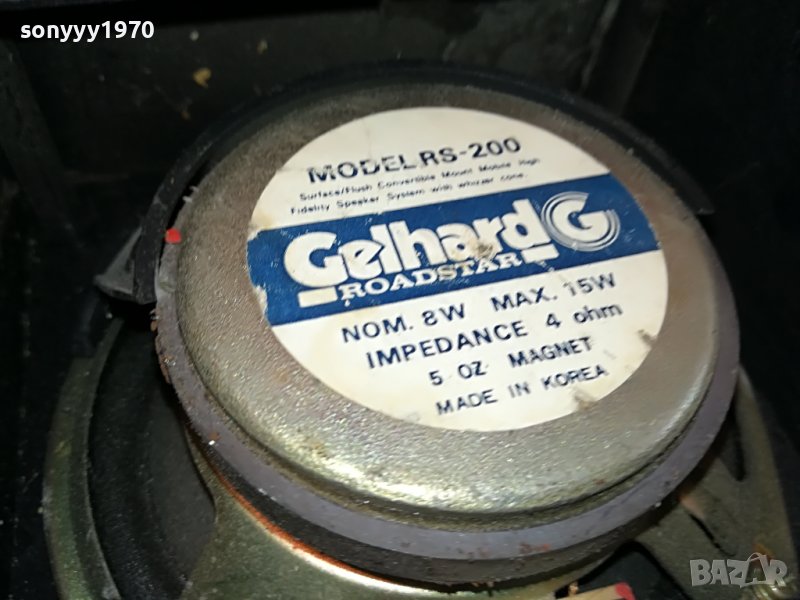 sonyyy1970
MODEL RS-200
Surface/Flush Convertible Mount Mobile High
Fidelity Speaker System with whizzer cone.
Gelhard G
ROADSTAR
NOM. 8W MAX. 15W
IMPEDANCE 4 ohm
5 OZ MAGNET
MADE IN KOREA
BAZAR